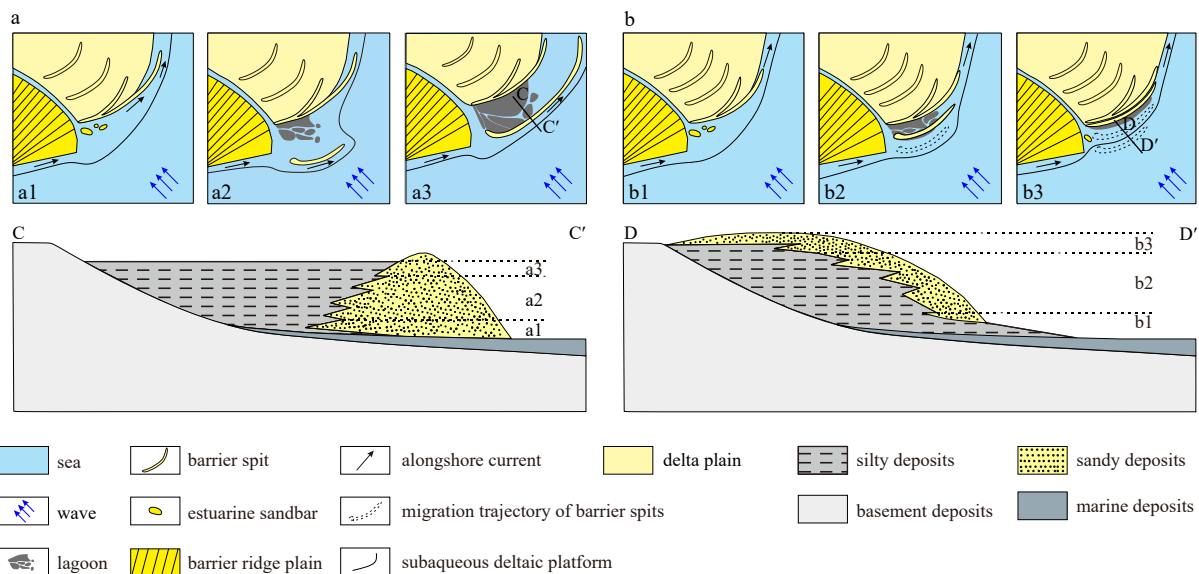 a
b
a1
a2
C
C′
a3
b1
b2
D
D′
b3
C
C′
a3
a2
a1
D
D′
b3
b2
b1
sea
barrier spit
alongshore current
delta plain
silty deposits
sandy deposits
wave
estuarine sandbar
migration trajectory of barrier spits
basement deposits
marine deposits
lagoon
barrier ridge plain
subaqueous deltaic platform